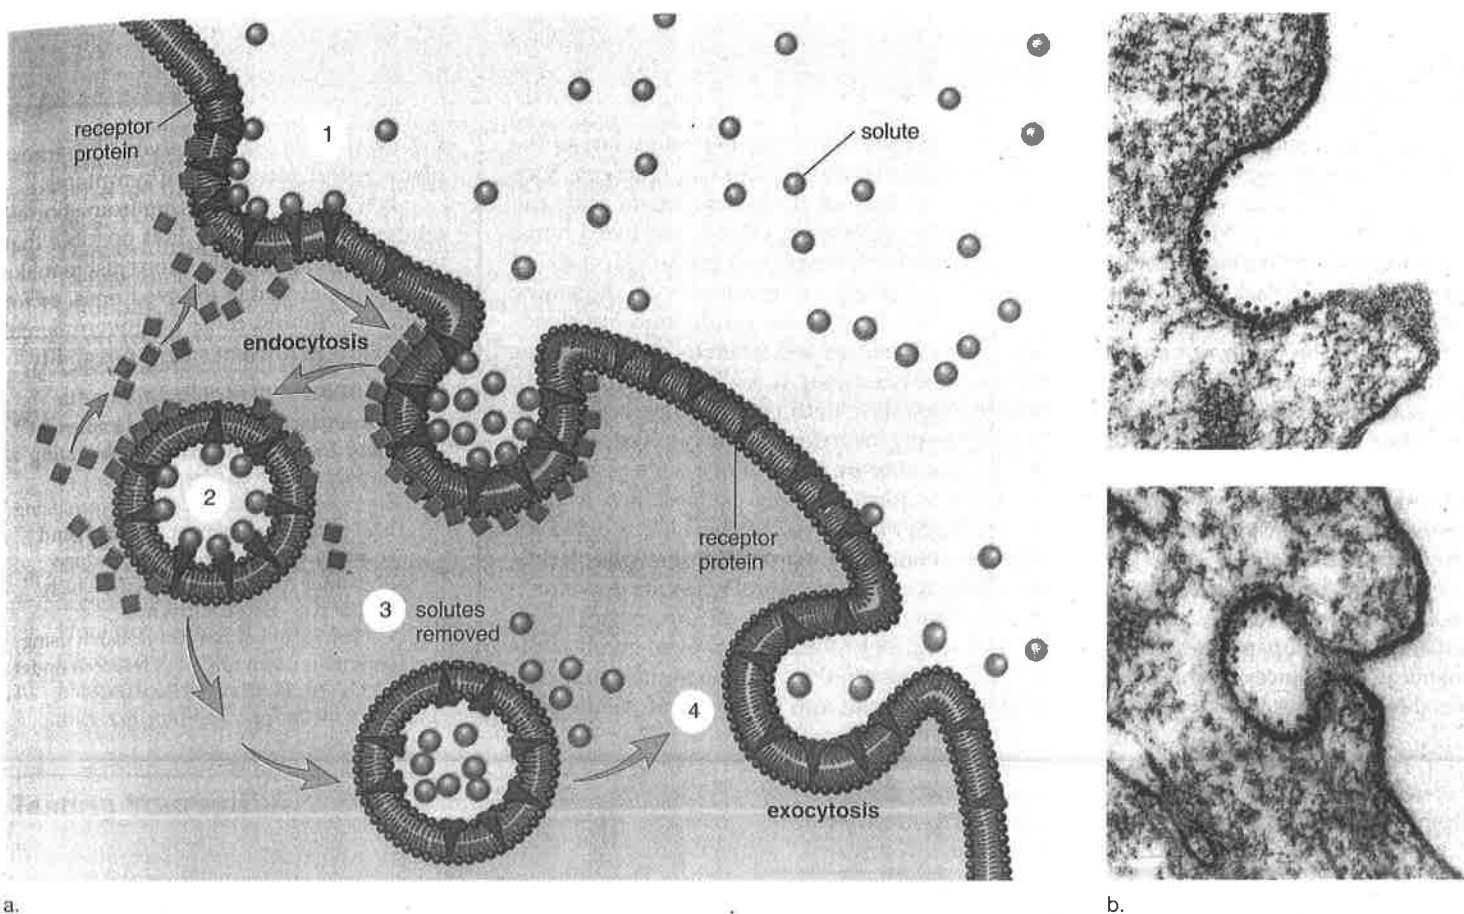 receptor
protein
1
solute
endocytosis
2
receptor
protein
3
solutes
removed
4
exocytosis
a.
b.